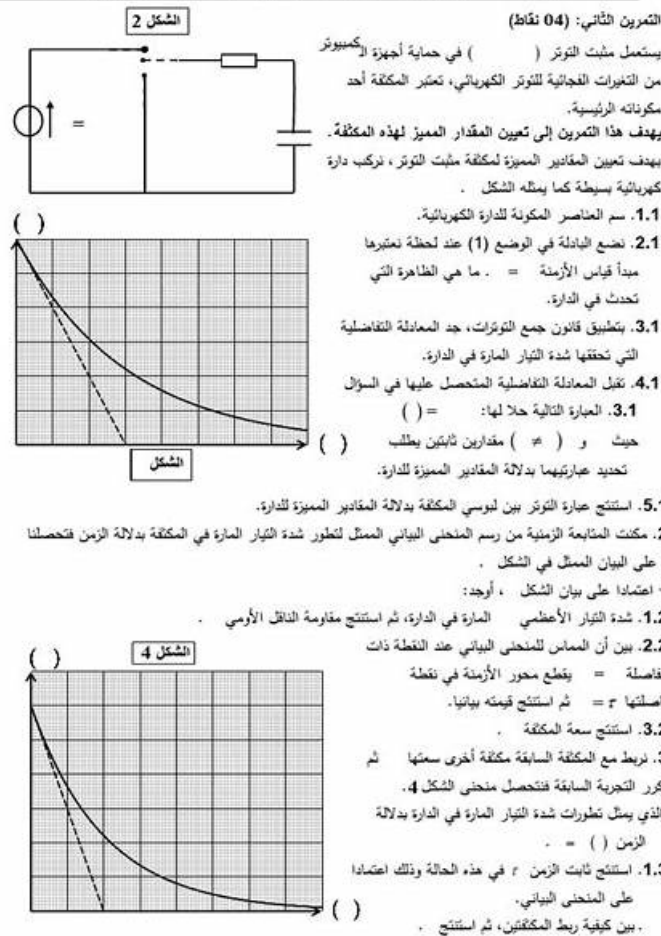 التمرين الثاني: (04 نقاط)
الشكل 2
يستعمل مثبت التوتر ( ) في حماية أجهزة الكمبيوتر
من التغيرات الفجائية للتوتر الكهربائي، تعتبر المكثفة أحد
مكوناته الرئيسية.
يهدف هذا التمرين إلى تعيين المقدار المميز لهذه المكثفة.
بهدف تعيين المقادير المميزة لمكثفة مثبت التوتر، نركب دارة
كهربائية بسيطة كما يمثله الشكل .
=
1.1. سم العناصر المكونة للدارة الكهربائية.
2.1. نضع البادلة في الوضع (1) عند لحظة نعتبرها
مبدأ قياس الأزمنة = . ما هي الظاهرة التي
تحدث في الدارة.
3.1. بتطبيق قانون جمع التوترات، جد المعادلة التفاضلية
التي تحققها شدة التيار المارة في الدارة.
4.1. تقبل المعادلة التفاضلية المتحصل عليها في السؤال
3.1. العبارة التالية حلا لها: = ( )
حيث و ( ≠ ) مقدارين ثابتين يطلب
تحديد عبارتيهما بدلالة المقادير المميزة للدارة.
( )
( )
الشكل
5.1. استنتج عبارة التوتر بين لبوسي المكثفة بدلالة المقادير المميزة للدارة.
2. مكنت المتابعة الزمنية من رسم المنحنى البياني الممثل لتطور شدة التيار المارة في المكثفة بدلالة الزمن فتحصلنا
على البيان الممثل في الشكل .
اعتمادا على بيان الشكل ، أوجد:
1.2. شدة التيار الأعظمي المارة في الدارة، ثم استنتج مقاومة الناقل الأومي .
2.2. بين أن المماس للمنحنى البياني عند النقطة ذات
فاصلة = يقطع محور الأزمنة في نقطة
اصلتها τ = ثم استنتج قيمته بيانيا.
3.2. استنتج سعة المكثفة .
3. نربط مع المكثفة السابقة مكثفة أخرى سعتها ثم
كرر التجربة السابقة فنتحصل منحنى الشكل 4.
الذي يمثل تطورات شدة التيار المارة في الدارة بدلالة
الزمن ( ) = .
1.3. استنتج ثابت الزمن τ في هذه الحالة وذلك اعتمادا
على المنحنى البياني.
. بين كيفية ربط المكثفتين، ثم استنتج .
( )
الشكل 4
( )